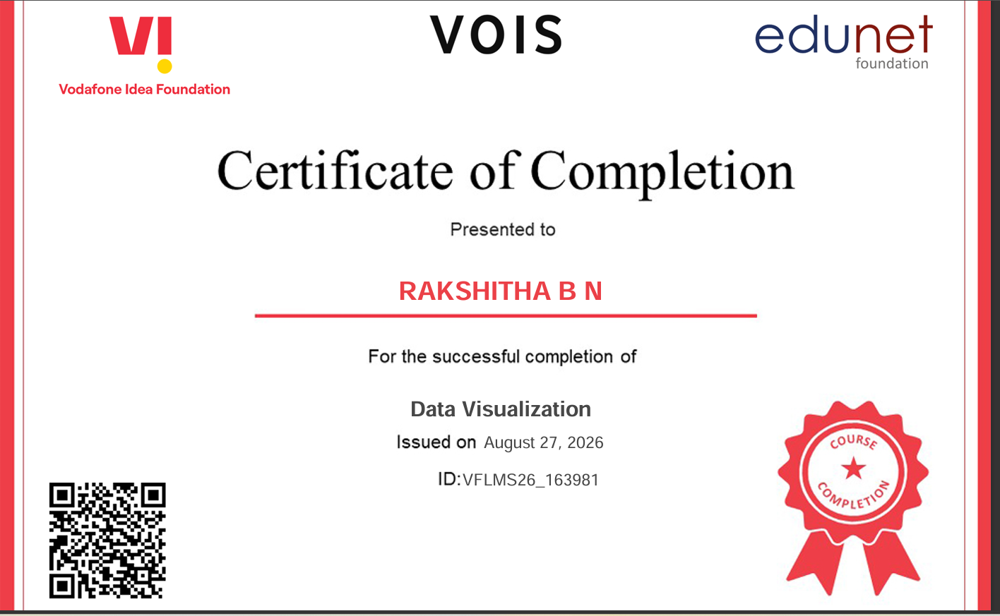 VI
Vodafone Idea Foundation
VOIS
edunet
foundation
Certificate of Completion
Presented to
RAKSHITHA B N
For the successful completion of
Data Visualization
Issued on August 27, 2026
ID:VFLMS26_163981
COURSE
COMPLETION